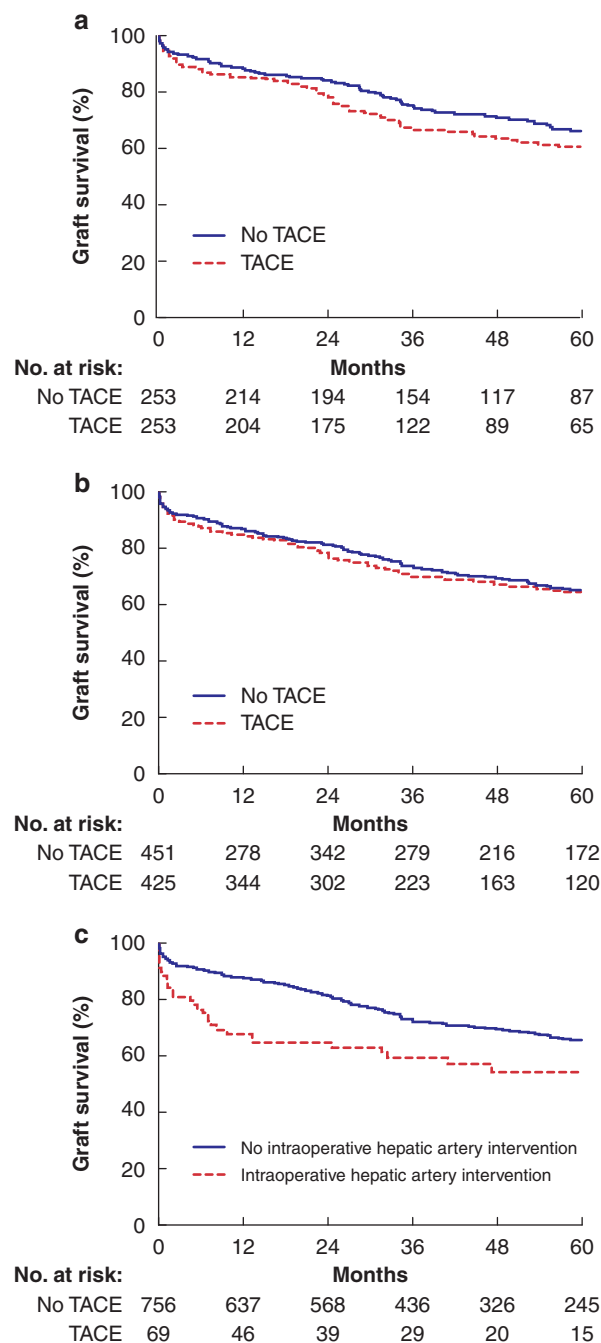 a
100
80
60
40
20
0
Graft survival (%)
No TACE
TACE
0 12 24 36 48 60
No. at risk: Months
No TACE 253 214 194 154 117 87
TACE 253 204 175 122 89 65
b
100
80
60
40
20
0
Graft survival (%)
No TACE
TACE
0 12 24 36 48 60
No. at risk: Months
No TACE 451 278 342 279 216 172
TACE 425 344 302 223 163 120
c
100
80
60
40
20
0
Graft survival (%)
No intraoperative hepatic artery intervention
Intraoperative hepatic artery intervention
0 12 24 36 48 60
No. at risk: Months
No TACE 756 637 568 436 326 245
TACE 69 46 39 29 20 15